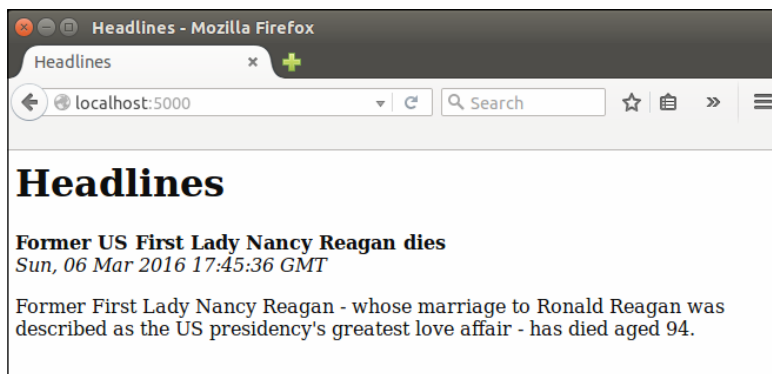 Headlines - Mozilla Firefox
Headlines
localhost:5000
Search
Headlines
Former US First Lady Nancy Reagan dies
Sun, 06 Mar 2016 17:45:36 GMT
Former First Lady Nancy Reagan - whose marriage to Ronald Reagan was
described as the US presidency's greatest love affair - has died aged 94.